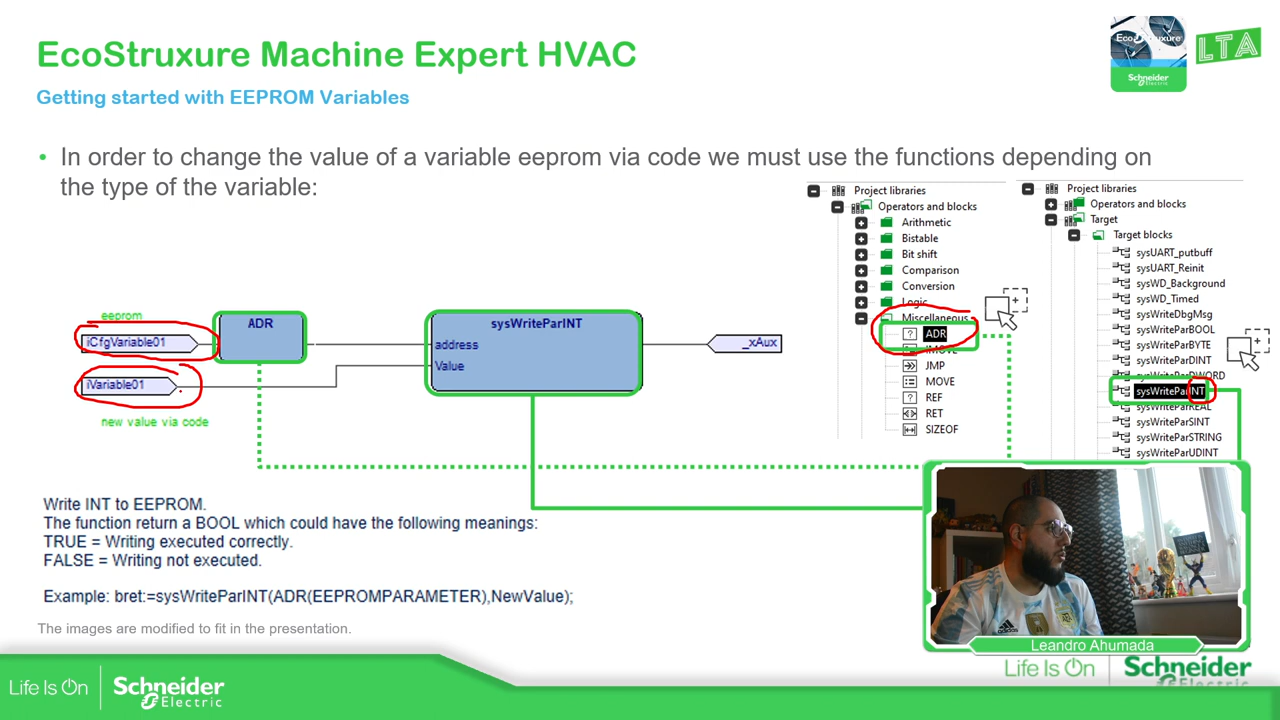 EcoStruxure Machine Expert HVAC
Getting started with EEPROM Variables
EcoStruxure
Schneider
Electric
LTA
• In order to change the value of a variable eeprom via code we must use the functions depending on
the type of the variable:
Project libraries
Operators and blocks
Arithmetic
Bistable
Bit shift
Comparison
Conversion
Logic
Miscellaneous
ADR
IMOVE
JMP
MOVE
REF
RET
SIZEOF
Project libraries
Operators and blocks
Target
Target blocks
sysUART_putbuff
sysUART_Reinit
sysWD_Background
sysWD_Timed
sysWriteDbgMsg
sysWriteParBOOL
sysWriteParBYTE
sysWriteParDINT
sysWriteParDWORD
sysWriteParINT
sysWriteParREAL
sysWriteParSINT
sysWriteParSTRING
sysWriteParUDINT
eeprom
iCfgVariable01
iVariable01
new value via code
ADR
sysWriteParINT
address
Value
_xAux
Write INT to EEPROM.
The function return a BOOL which could have the following meanings:
TRUE = Writing executed correctly.
FALSE = Writing not executed.
Example: bret:=sysWriteParINT(ADR(EEPROMPARAMETER),NewValue);
The images are modified to fit in the presentation.
Leandro Ahumada
Life Is On
Schneider
Electric
Life Is On
Schneider
Electric